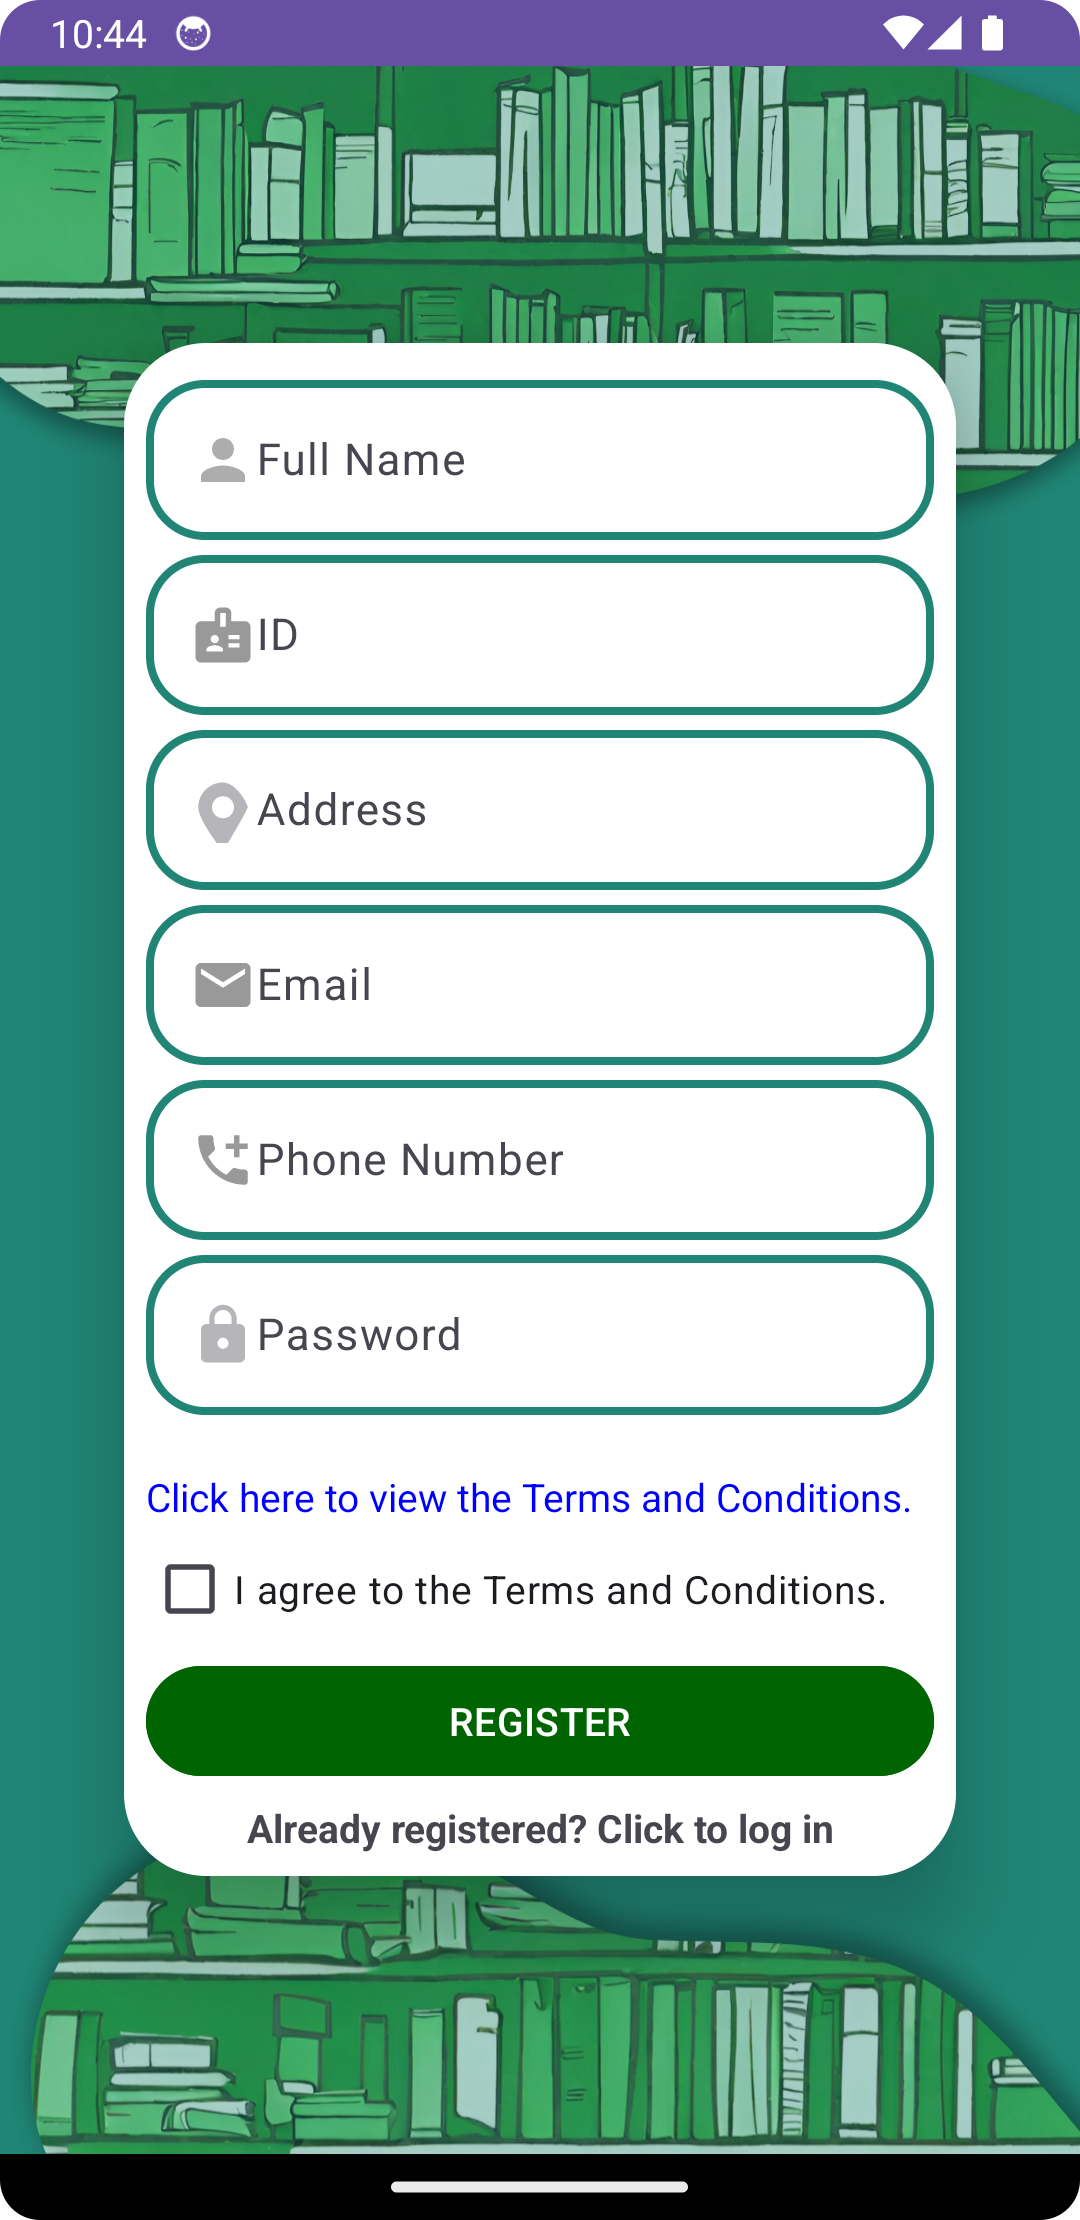 10:44
Full Name
ID
Address
Email
Phone Number
Password
Click here to view the Terms and Conditions.
I agree to the Terms and Conditions.
REGISTER
Already registered? Click to log in